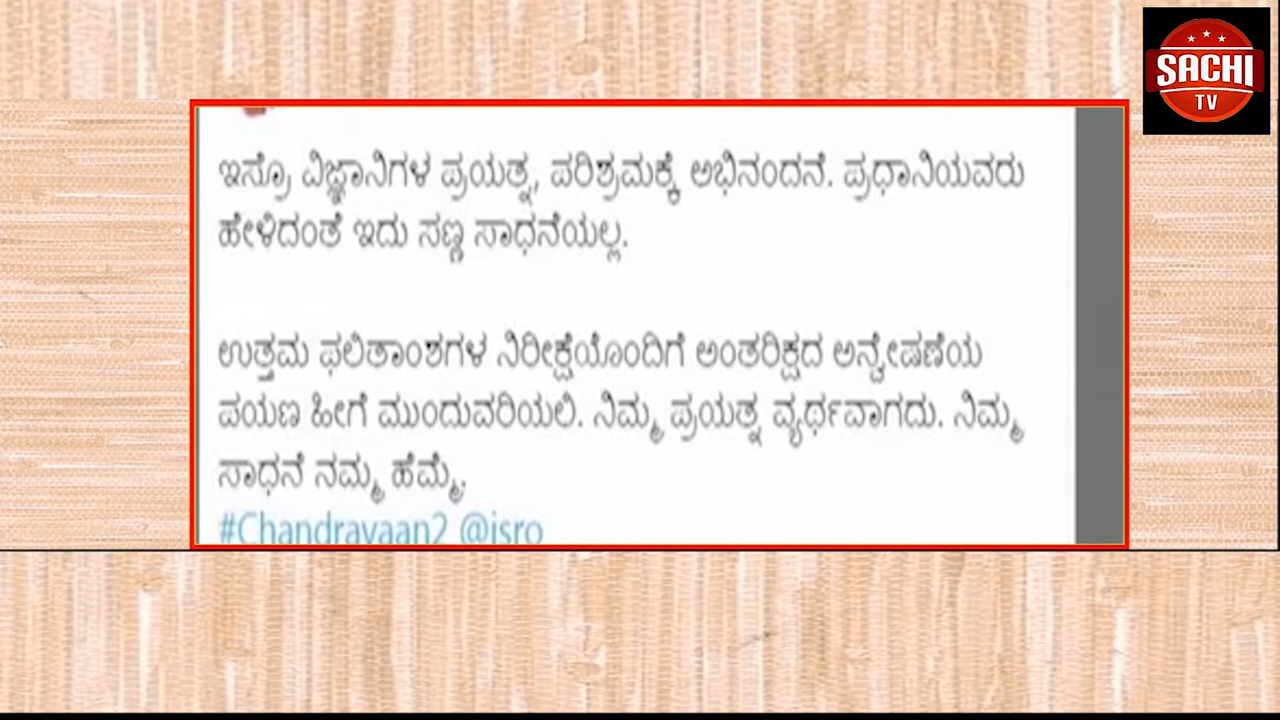 SACHI
TV
ಇಸ್ರೊ ವಿಜ್ಞಾನಿಗಳ ಪ್ರಯತ್ನ, ಪರಿಶ್ರಮಕ್ಕೆ ಅಭಿನಂದನೆ. ಪ್ರಧಾನಿಯವರು
ಹೇಳಿದಂತೆ ಇದು ಸಣ್ಣ ಸಾಧನೆಯಲ್ಲ.
ಉತ್ತಮ ಫಲಿತಾಂಶಗಳ ನಿರೀಕ್ಷೆಯೊಂದಿಗೆ ಅಂತರಿಕ್ಷದ ಅನ್ವೇಷಣೆಯ
ಪಯಣ ಹೀಗೆ ಮುಂದುವರಿಯಲಿ. ನಿಮ್ಮ ಪ್ರಯತ್ನ ವ್ಯರ್ಥವಾಗದು. ನಿಮ್ಮ
ಸಾಧನೆ ನಮ್ಮ ಹೆಮ್ಮೆ.
#Chandrayaan2 @isro